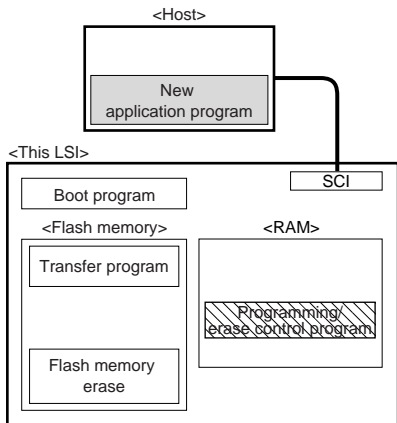 <Host>
New
application program
<This LSI>
SCI
Boot program
<Flash memory>
<RAM>
Transfer program
Programming/
erase control program
Flash memory
erase